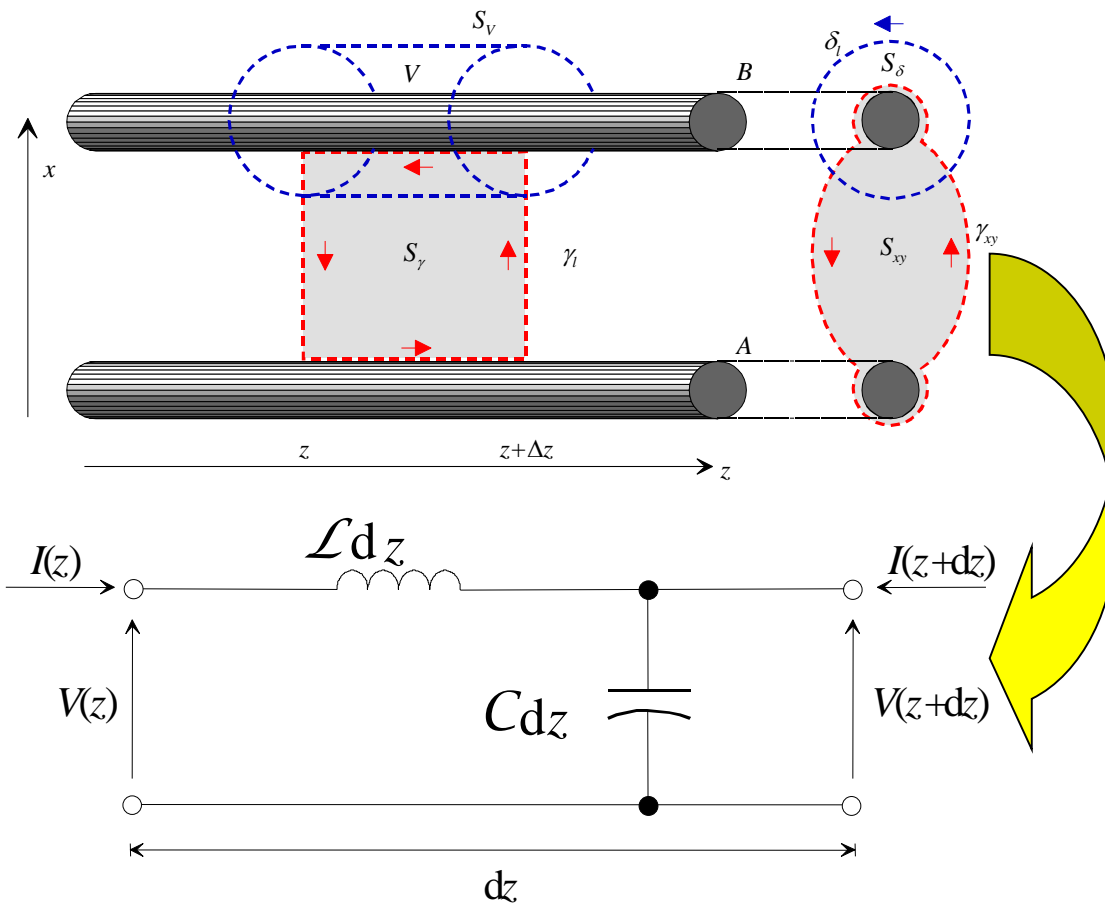 S_V
δ_l
V
B
S_δ
x
S_γ
γ_l
S_xy
γ_xy
A
z
z+Δz
z
ℒdz
I(z)
I(z+dz)
V(z)
Cdz
V(z+dz)
dz